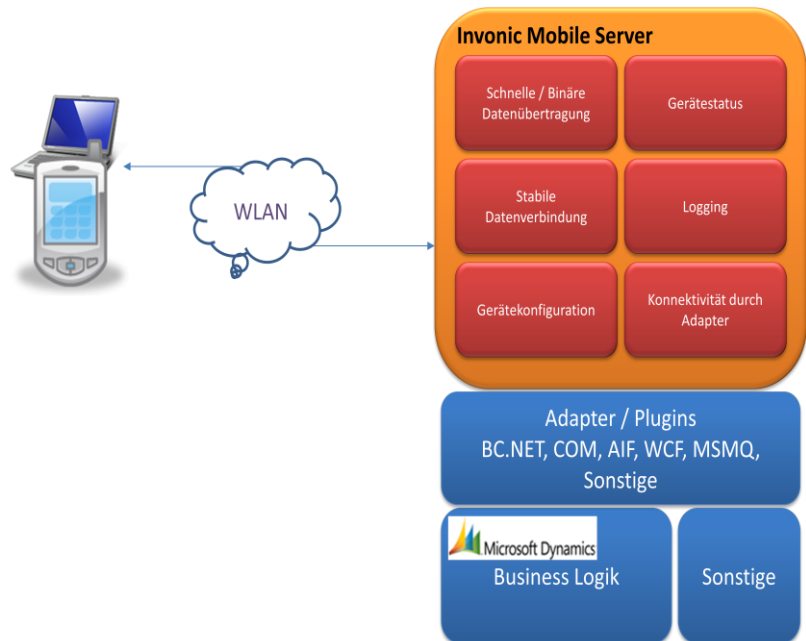 Invonic Mobile Server
Schnelle / Binäre
Datenübertragung
Gerätestatus
WLAN
Stabile
Datenverbindung
Logging
Gerätekonfiguration
Konnektivität durch
Adapter
Adapter / Plugins
BC.NET, COM, AIF, WCF, MSMQ,
Sonstige
Microsoft Dynamics
Business Logik
Sonstige